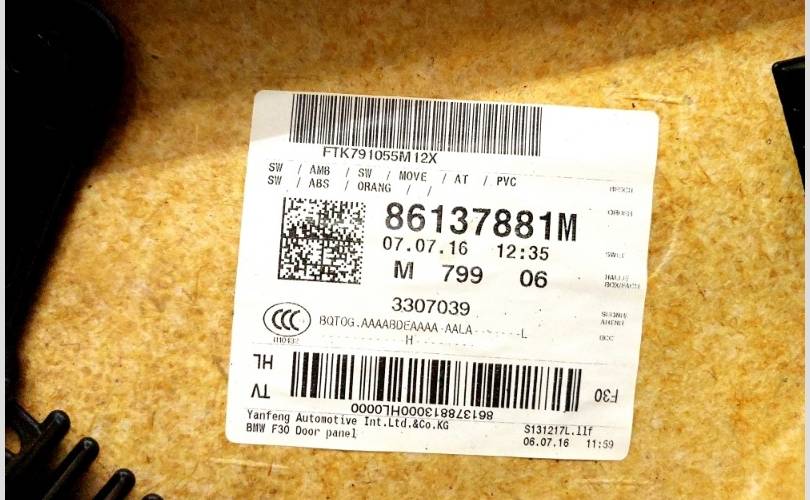 FTK791055M12X
SW / AMB / SW / MOVE / AT / PVC
SW / ABS / ORANG / /
86137881M
07.07.16 12:35
M 799 06
3307039
CCC
BQTOG.AAAABDEAAAA-AALA-------L
H
HL
TV
8613788130000HL0000
F30
Yanfeng Automotive Int.Ltd.&Co.KG
BMW F30 Door panel
S131217L.llf
06.07.16 11:59